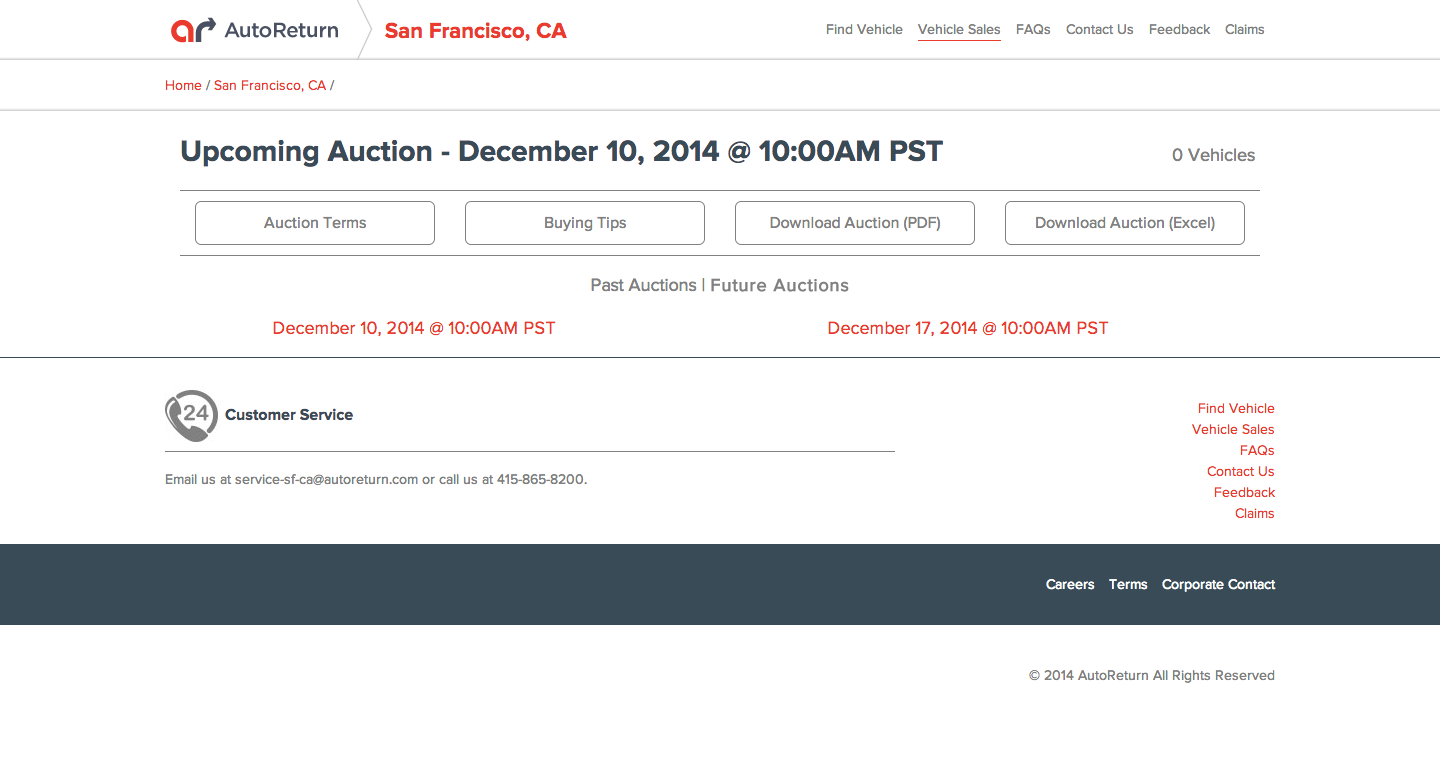 ar AutoReturn San Francisco, CA Find Vehicle Vehicle Sales FAQs Contact Us Feedback Claims
Home / San Francisco, CA /
Upcoming Auction - December 10, 2014 @ 10:00AM PST 0 Vehicles
Auction Terms Buying Tips Download Auction (PDF) Download Auction (Excel)
Past Auctions | Future Auctions
December 10, 2014 @ 10:00AM PST December 17, 2014 @ 10:00AM PST
24 Customer Service
Email us at service-sf-ca@autoreturn.com or call us at 415-865-8200.
Find Vehicle
Vehicle Sales
FAQs
Contact Us
Feedback
Claims
Careers Terms Corporate Contact
© 2014 AutoReturn All Rights Reserved